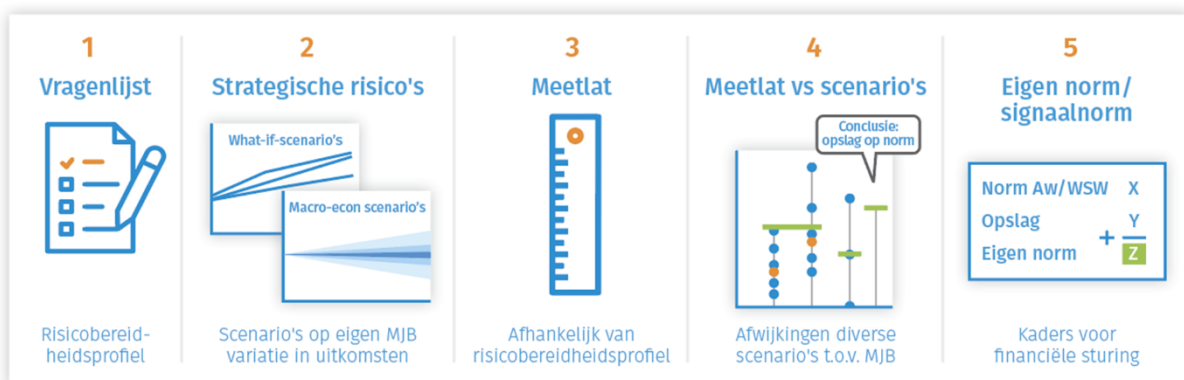 1
Vragenlijst
Risicobereid-
heidsprofiel
2
Strategische risico's
What-if-scenario's
Macro-econ scenario's
Scenario's op eigen MJB
variatie in uitkomsten
3
Meetlat
Afhankelijk van
risicobereidheidsprofiel
4
Meetlat vs scenario's
Conclusie:
opslag op norm
Afwijkingen diverse
scenario's t.o.v. MJB
5
Eigen norm/
signaalnorm
Norm Aw/WSW X
Opslag Y
+
Eigen norm Z
Kaders voor
financiële sturing